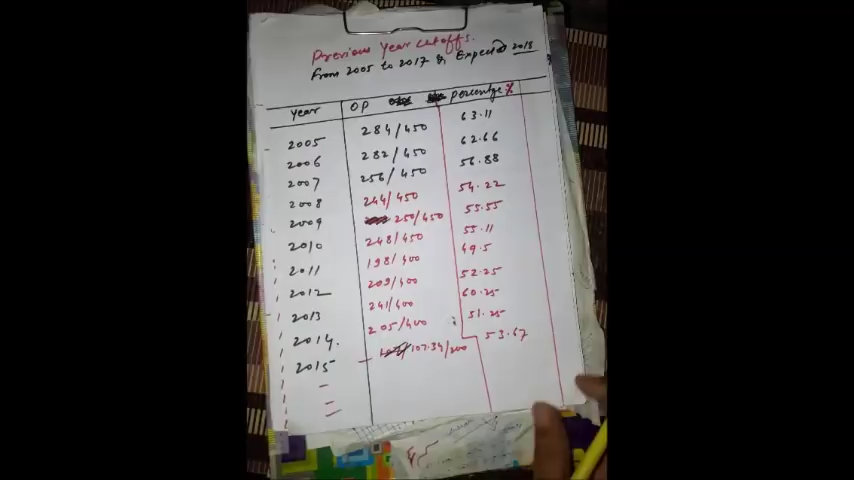 Previous Year cutoffs.
From 2005 to 2017 & Expected 2018
Year OP percentge %
2005 284/450 63.11
2006 282/450 62.66
2007 256/450 56.88
2008 244/450 54.22
2009 250/450 55.55
2010 248/450 55.11
2011 198/400 49.5
2012 209/400 52.25
2013 241/400 60.25
2014. 205/400 51.25
2015 107.34/200 53.67